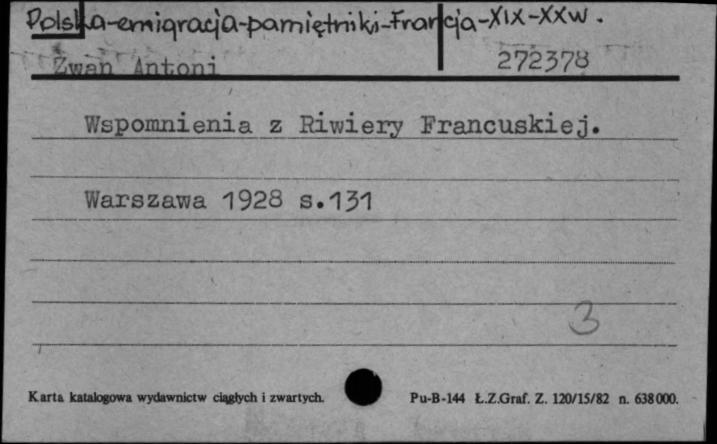 Polska-emigracja-pamiętniki-Francja-XIX-XXw.
Zwan Antoni 272378
Wspomnienia z Riwiery Francuskiej.
Warszawa 1928 s.131
3
Karta katalogowa wydawnictw ciągłych i zwartych. Pu-B-144 Ł.Z.Graf. Z. 120/15/82 n. 638000.